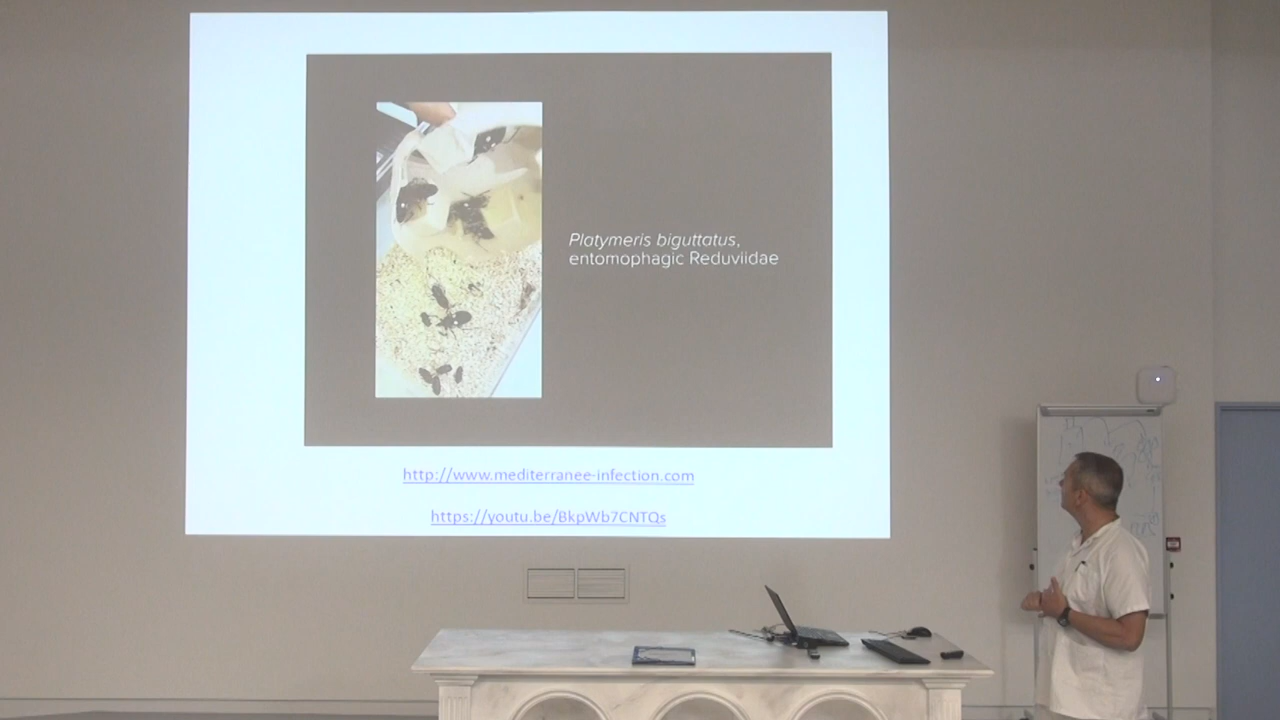 Platymeris biguttatus,
entomophagic Reduviidae
http://www.mediterranee-infection.com
https://youtu.be/BkpWb7CNTQs